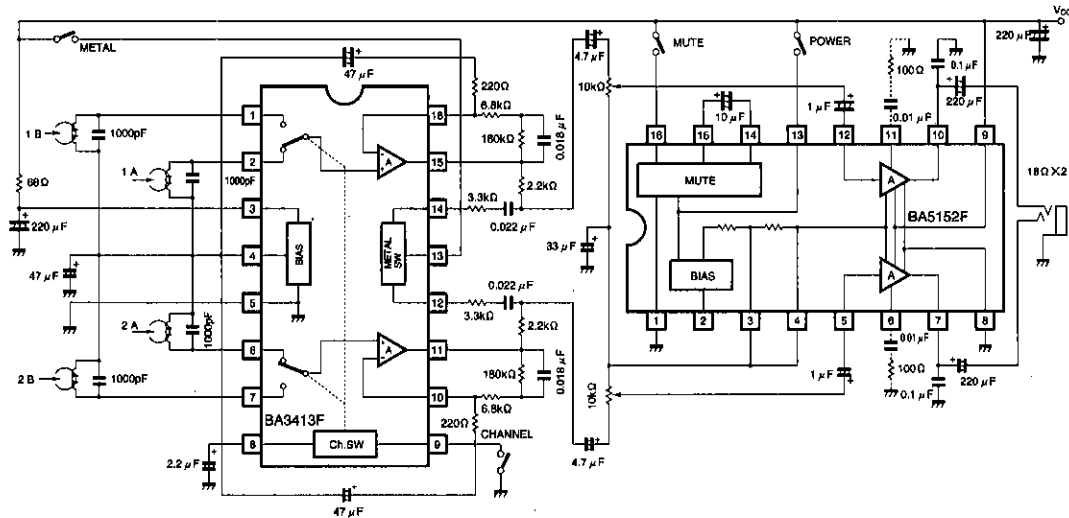 VCC
METAL
MUTE
POWER
220 µF
47 µF
4.7 µF
100Ω
0.1 µF
220 µF
220Ω
6.8kΩ
10kΩ
10 µF
1 µF
0.01 µF
1 B
1000pF
1
16
180kΩ
0.018 µF
16
15
14
13
12
11
10
9
1 A
1000pF
2
A
15
MUTE
A
18Ω×2
68Ω
2.2kΩ
3
BIAS
METAL SW
14
3.3kΩ
0.022 µF
BA5152F
220 µF
47 µF
4
13
33 µF
BIAS
A
5
12
0.022 µF
3.3kΩ
2.2kΩ
2 A
1000pF
6
A
11
1
2
3
4
5
6
7
8
180kΩ
0.018 µF
0.01 µF
2 B
1000pF
7
10
6.8kΩ
10kΩ
1 µF
100Ω
0.1 µF
220 µF
BA3413F
220Ω
CHANNEL
8
Ch.SW
9
2.2 µF
4.7 µF
47 µF